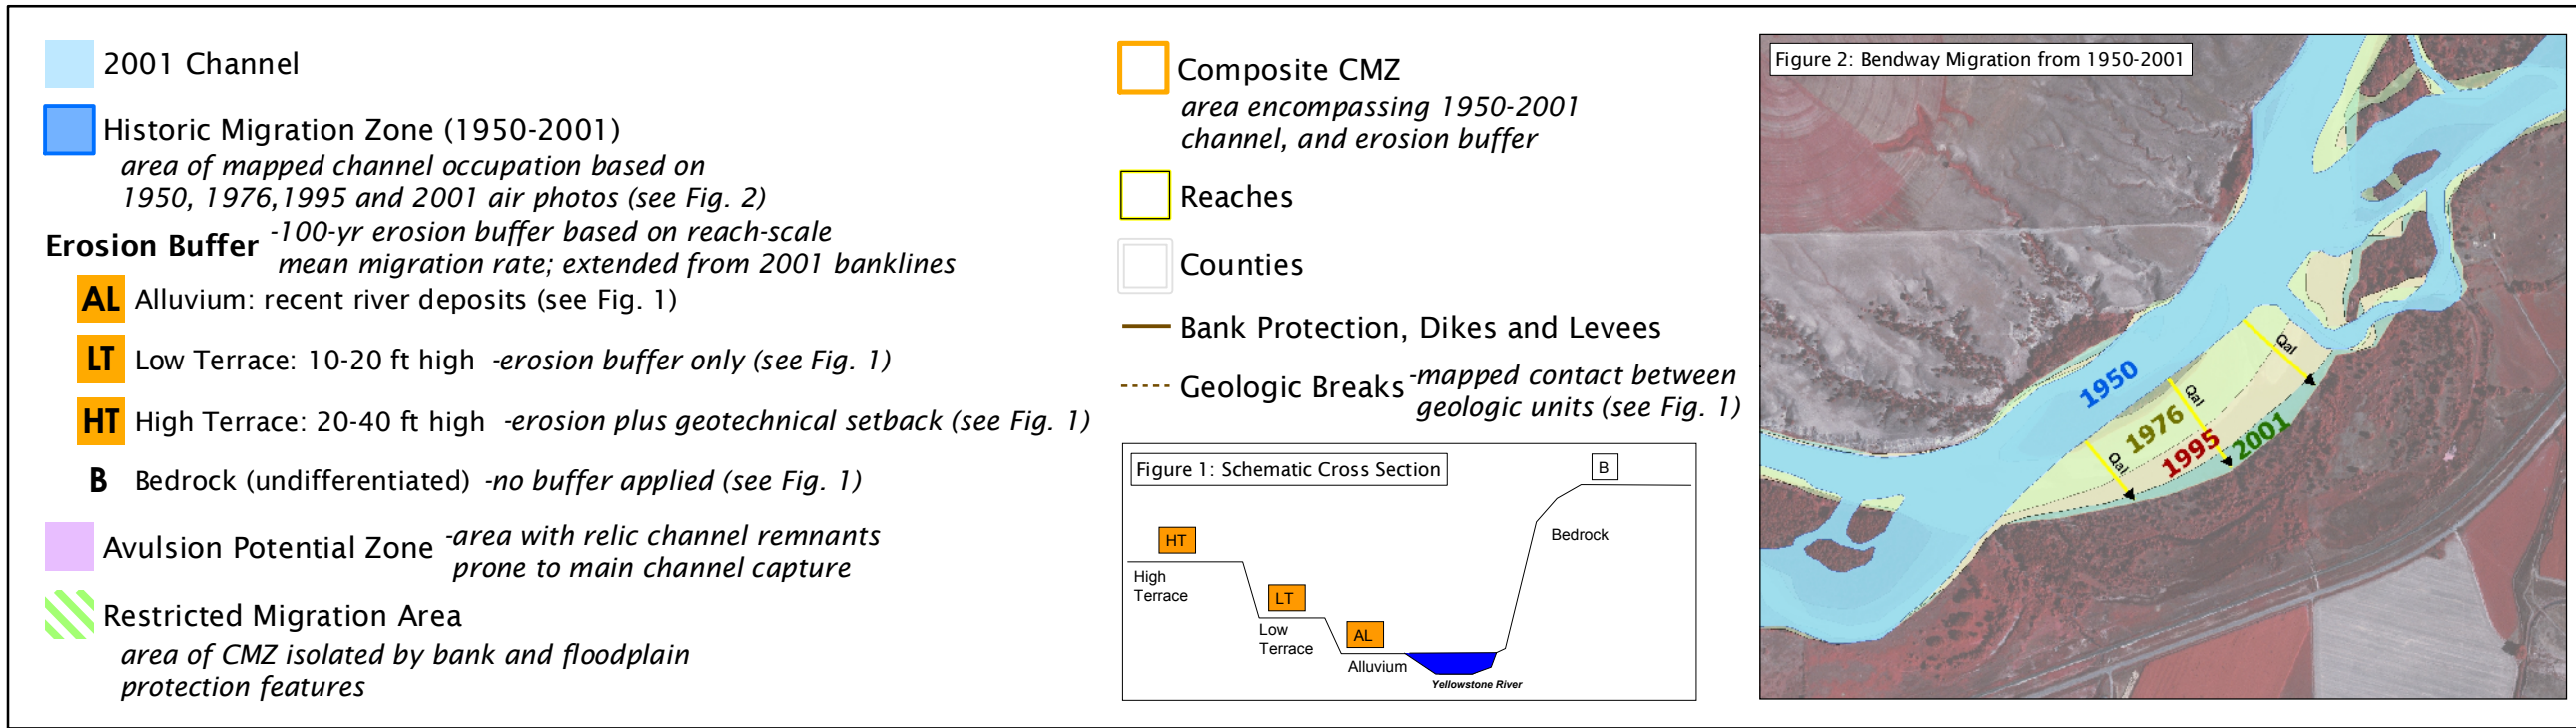 2001 Channel
Historic Migration Zone (1950-2001)
area of mapped channel occupation based on
1950, 1976,1995 and 2001 air photos (see Fig. 2)
Erosion Buffer -100-yr erosion buffer based on reach-scale
mean migration rate; extended from 2001 banklines
AL Alluvium: recent river deposits (see Fig. 1)
LT Low Terrace: 10-20 ft high -erosion buffer only (see Fig. 1)
HT High Terrace: 20-40 ft high -erosion plus geotechnical setback (see Fig. 1)
B Bedrock (undifferentiated) -no buffer applied (see Fig. 1)
Avulsion Potential Zone -area with relic channel remnants
prone to main channel capture
Restricted Migration Area
area of CMZ isolated by bank and floodplain
protection features
Composite CMZ
area encompassing 1950-2001
channel, and erosion buffer
Reaches
Counties
Bank Protection, Dikes and Levees
Geologic Breaks -mapped contact between
geologic units (see Fig. 1)
Figure 1: Schematic Cross Section
B
Bedrock
HT
High
Terrace
LT
Low
Terrace
AL
Alluvium
Yellowstone River
Figure 2: Bendway Migration from 1950-2001
Qal
1950
Qal
1976
1995
2001
Qal